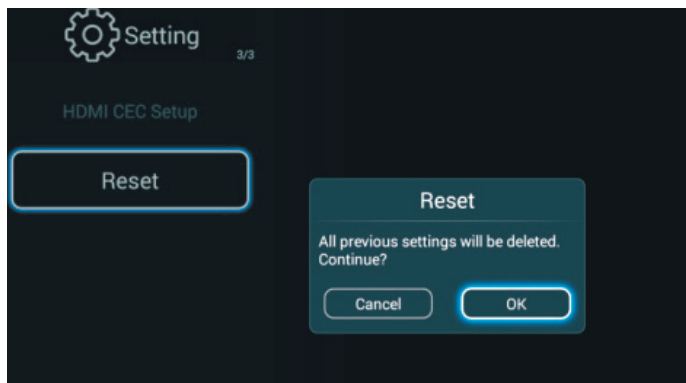 Setting
3/3
HDMI CEC Setup
Reset
Reset
All previous settings will be deleted.
Continue?
Cancel
OK